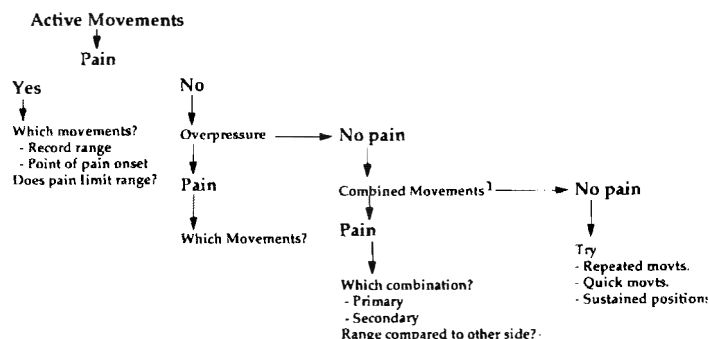 Active Movements
Pain
Yes
Which movements?
- Record range
- Point of pain onset
Does pain limit range?
No
Overpressure
Pain
Which Movements?
No pain
Combined Movements
Pain
Which combination?
- Primary
- Secondary
Range compared to other side?
No pain
Try
- Repeated movts.
- Quick movts.
- Sustained positions